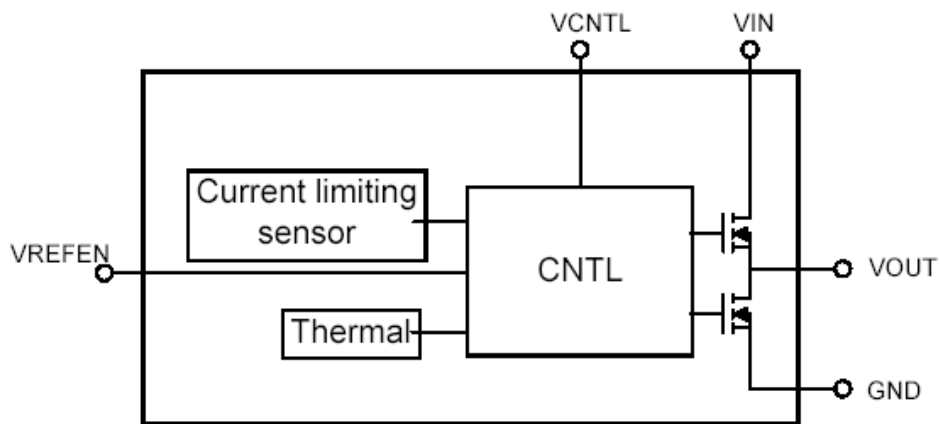 VCNTL
VIN
Current limiting
sensor
VREFEN
CNTL
VOUT
Thermal
GND